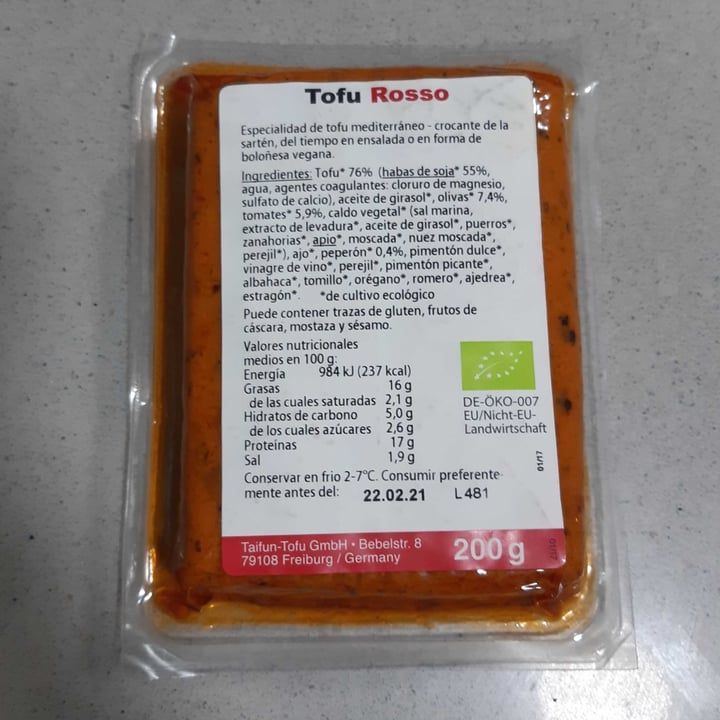 Tofu Rosso
Especialidad de tofu mediterráneo - crocante de la
sartén, del tiempo en ensalada o en forma de
boloñesa vegana.
Ingredientes: Tofu* 76% (habas de soja* 55%,
agua, agentes coagulantes: cloruro de magnesio,
sulfato de calcio), aceite de girasol*, olivas* 7,4%,
tomates* 5,9%, caldo vegetal* (sal marina,
extracto de levadura*, aceite de girasol*, puerros*,
zanahorias*, apio*, moscada*, nuez moscada*,
perejil*), ajo*, peperón* 0,4%, pimentón dulce*,
vinagre de vino*, perejil*, pimentón picante*,
albahaca*, tomillo*, orégano*, romero*, ajedrea*,
estragón*. *de cultivo ecológico
Puede contener trazas de gluten, frutos de
cáscara, mostaza y sésamo.
Valores nutricionales
medios en 100 g:
Energía 984 kJ (237 kcal)
Grasas 16 g
de las cuales saturadas 2,1 g
Hidratos de carbono 5,0 g
de los cuales azúcares 2,6 g
Proteínas 17 g
Sal 1,9 g
DE-ÖKO-007
EU/Nicht-EU-
Landwirtschaft
01/17
Conservar en frio 2-7°C. Consumir preferente-
mente antes del: 22.02.21 L481
Taifun-Tofu GmbH • Bebelstr. 8
79108 Freiburg / Germany
200 g